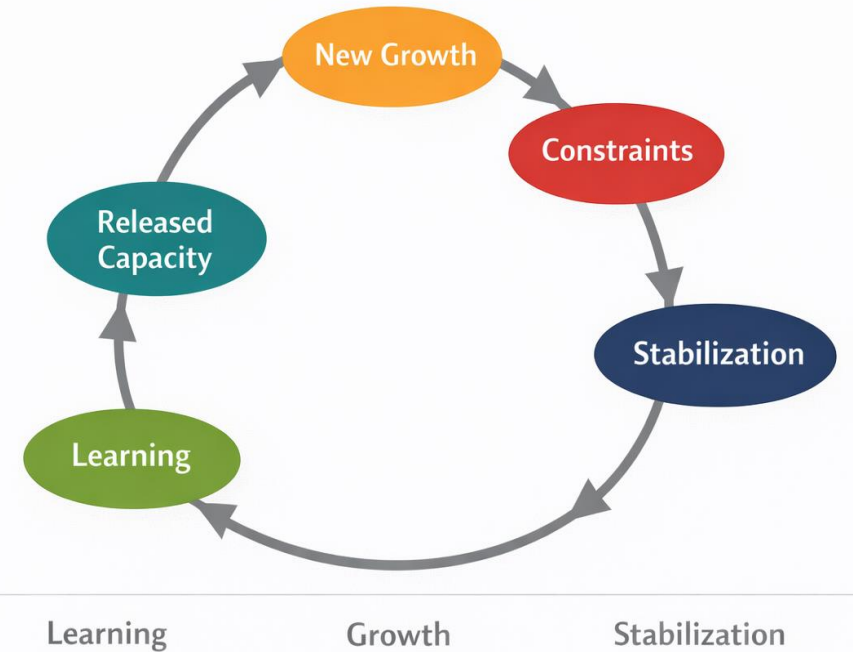 New Growth
Constraints
Released
Capacity
Stabilization
Learning
Learning Growth Stabilization